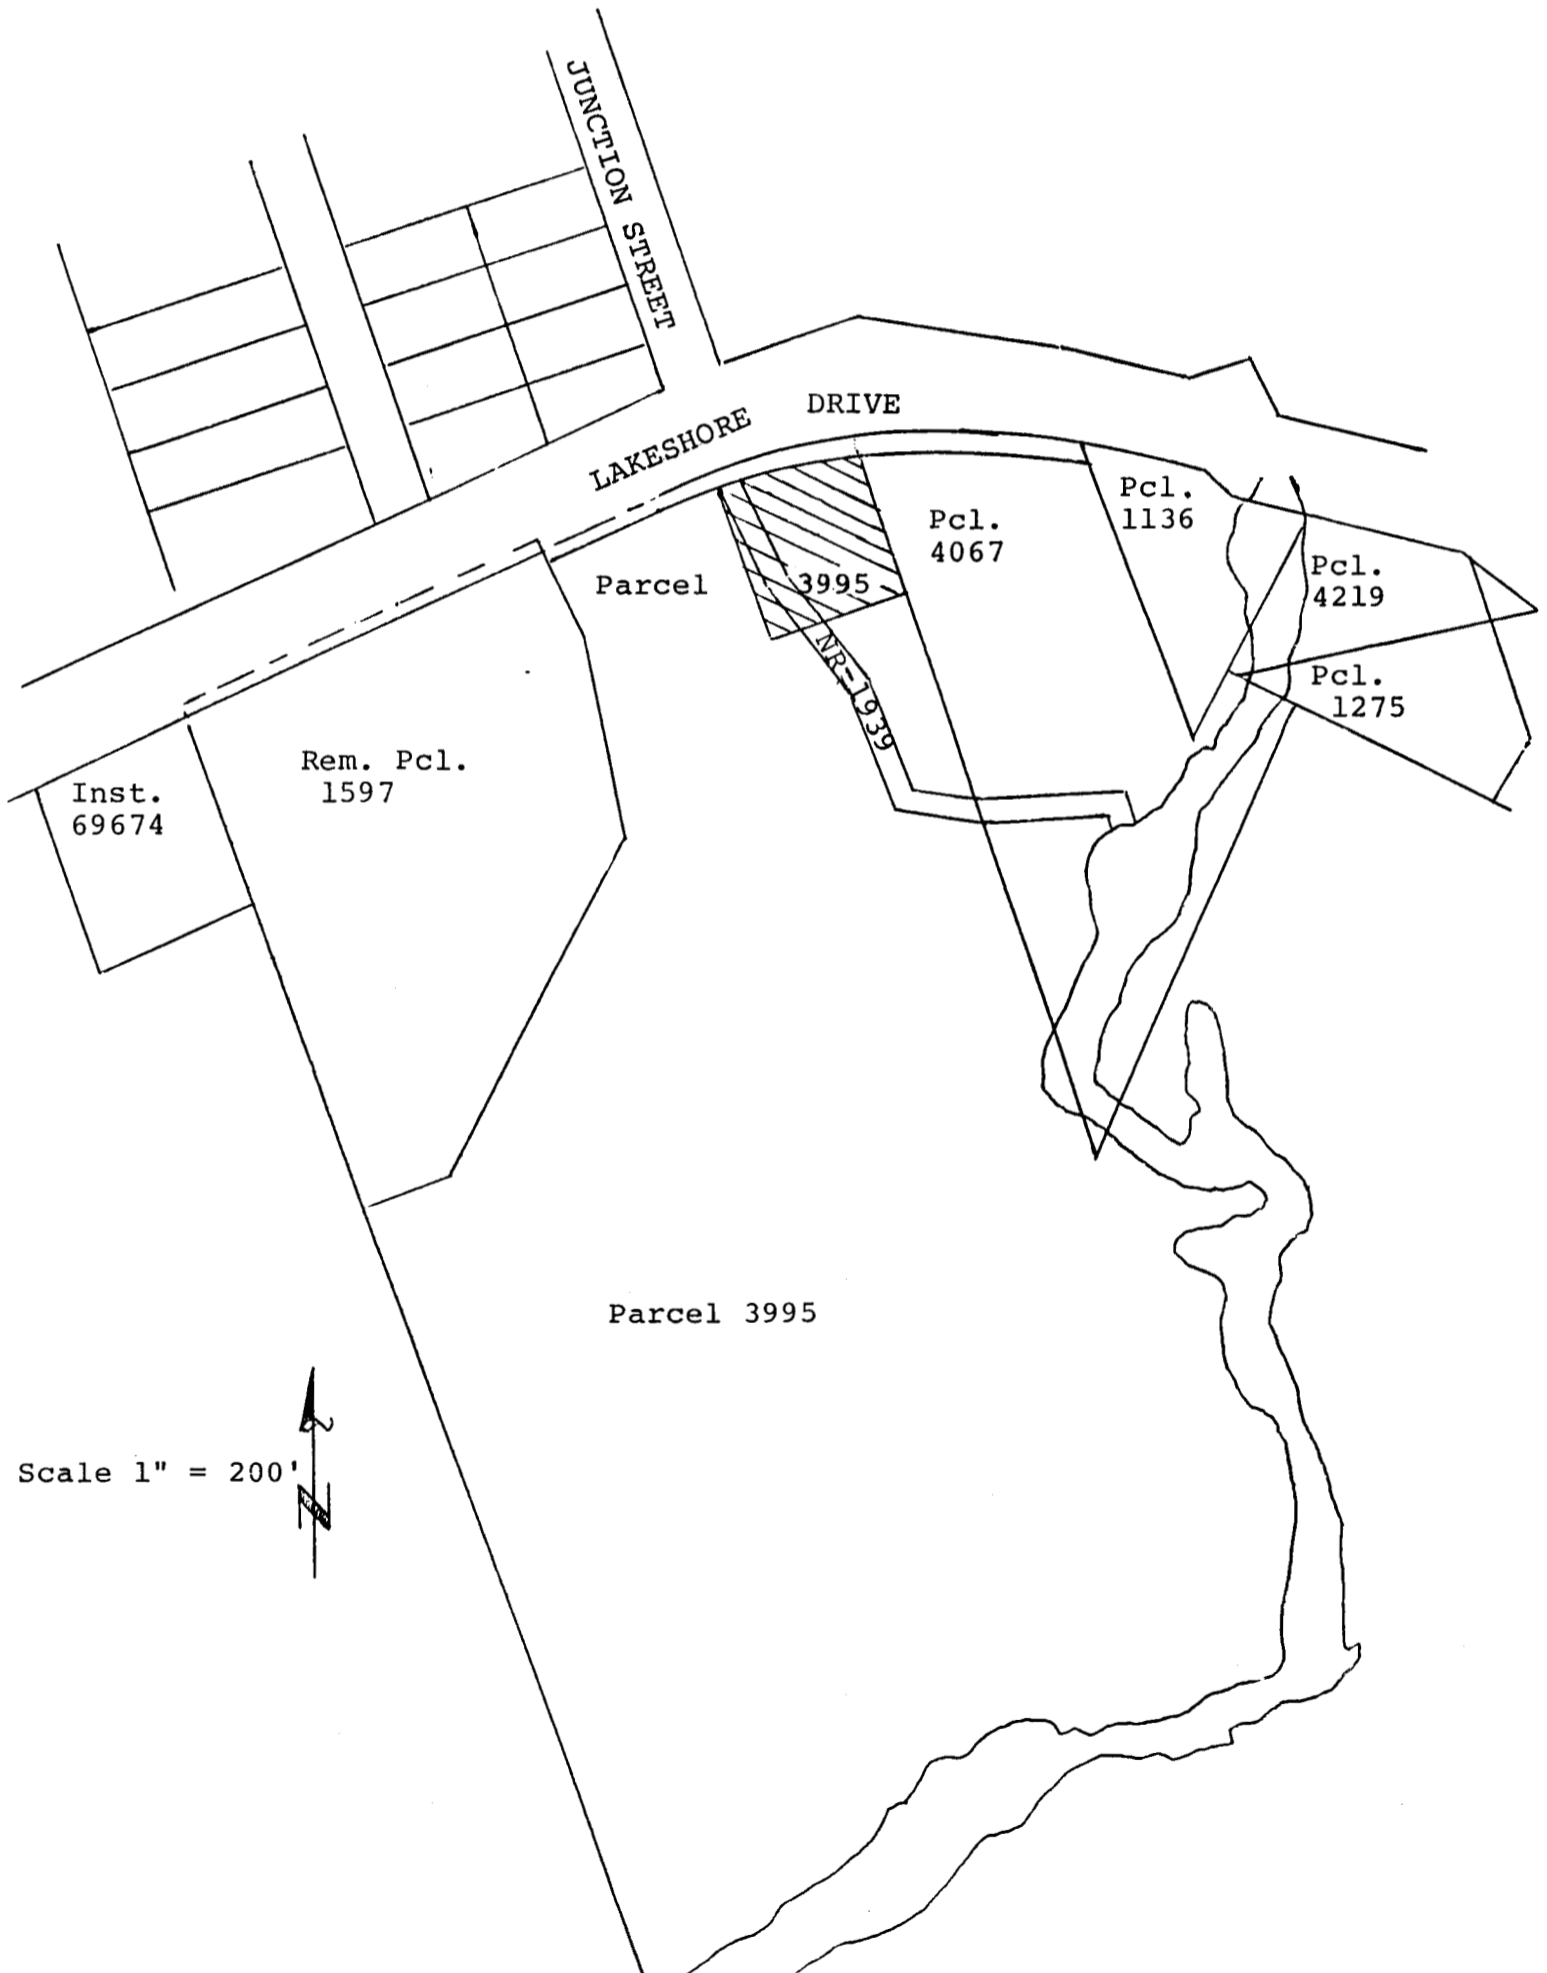 JUNCTION STREET
LAKESHORE DRIVE
Pcl.
1136
Pcl.
4067
Pcl.
4219
Parcel 3995
NR-1939
Pcl.
1275
Rem. Pcl.
1597
Inst.
69674
Parcel 3995
Scale 1" = 200'
N